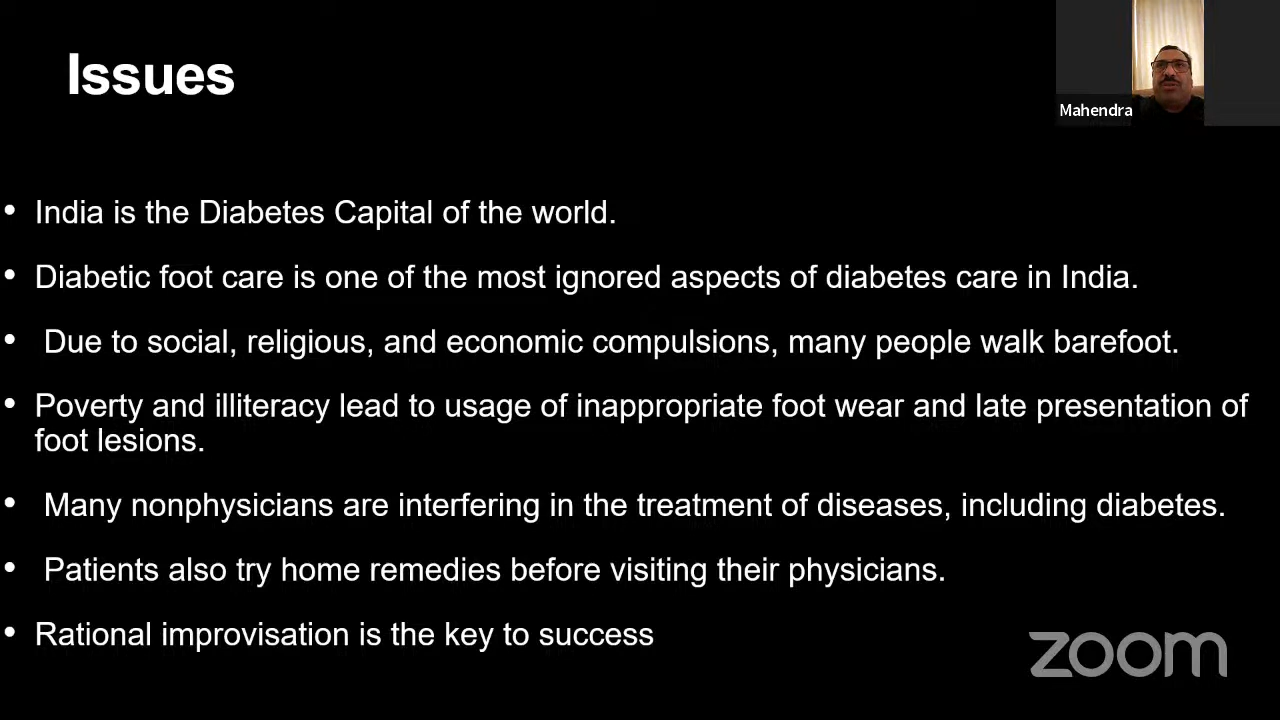 Issues
Mahendra
• India is the Diabetes Capital of the world.
• Diabetic foot care is one of the most ignored aspects of diabetes care in India.
• Due to social, religious, and economic compulsions, many people walk barefoot.
• Poverty and illiteracy lead to usage of inappropriate foot wear and late presentation of
foot lesions.
• Many nonphysicians are interfering in the treatment of diseases, including diabetes.
• Patients also try home remedies before visiting their physicians.
• Rational improvisation is the key to success
zoom